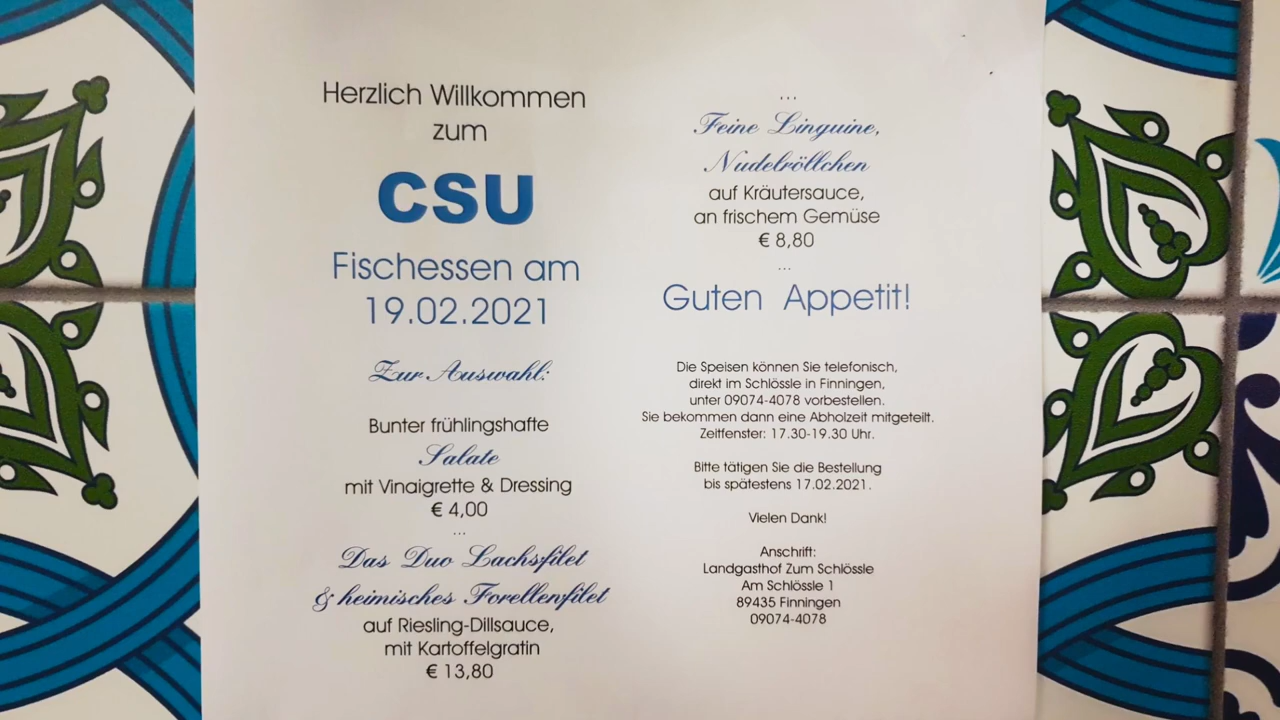 Herzlich Willkommen
zum
CSU
Fischessen am
19.02.2021
Zur Auswahl:
Bunter frühlingshafte
Salate
mit Vinaigrette & Dressing
€ 4,00
...
Das Duo Lachsfilet
& heimisches Forellenfilet
auf Riesling-Dillsauce,
mit Kartoffelgratin
€ 13,80
...
Feine Linguine,
Nudelröllchen
auf Kräutersauce,
an frischem Gemüse
€ 8,80
...
Guten Appetit!
Die Speisen können Sie telefonisch,
direkt im Schlössle in Finningen,
unter 09074-4078 vorbestellen.
Sie bekommen dann eine Abholzeit mitgeteilt.
Zeitfenster: 17.30-19.30 Uhr.
Bitte tätigen Sie die Bestellung
bis spätestens 17.02.2021.
Vielen Dank!
Anschrift:
Landgasthof Zum Schlössle
Am Schlössle 1
89435 Finningen
09074-4078